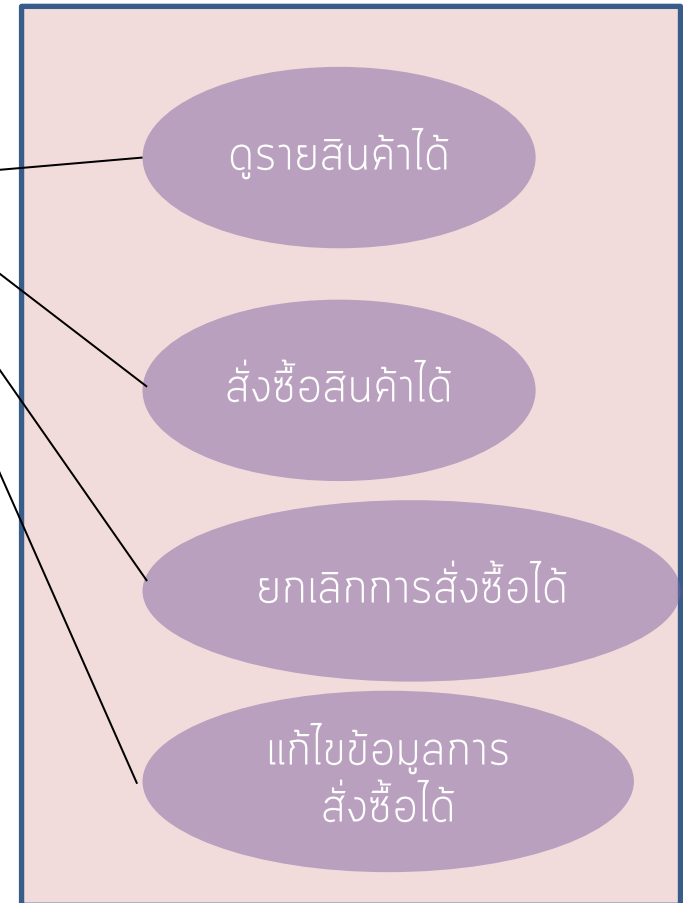 ดูรายสินค้าได้
สั่งซื้อสินค้าได้
ยกเลิกการสั่งซื้อได้
แก้ไขข้อมูลการ
สั่งซื้อได้